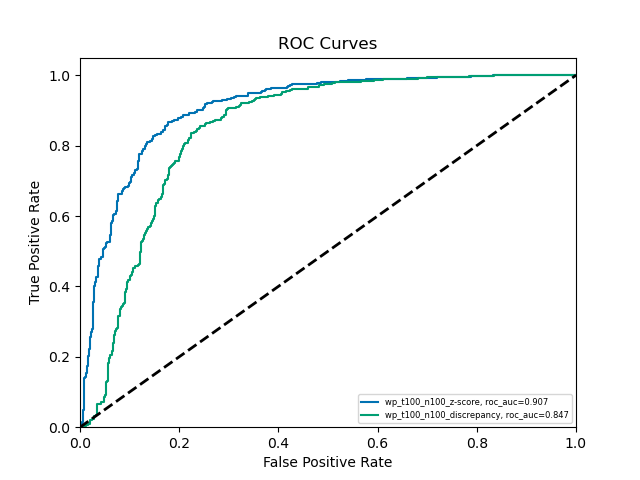 ROC Curves
True Positive Rate
1.0
0.8
0.6
0.4
0.2
0.0
0.0 0.2 0.4 0.6 0.8 1.0
False Positive Rate
wp_t100_n100_z-score, roc_auc=0.907
wp_t100_n100_discrepancy, roc_auc=0.847